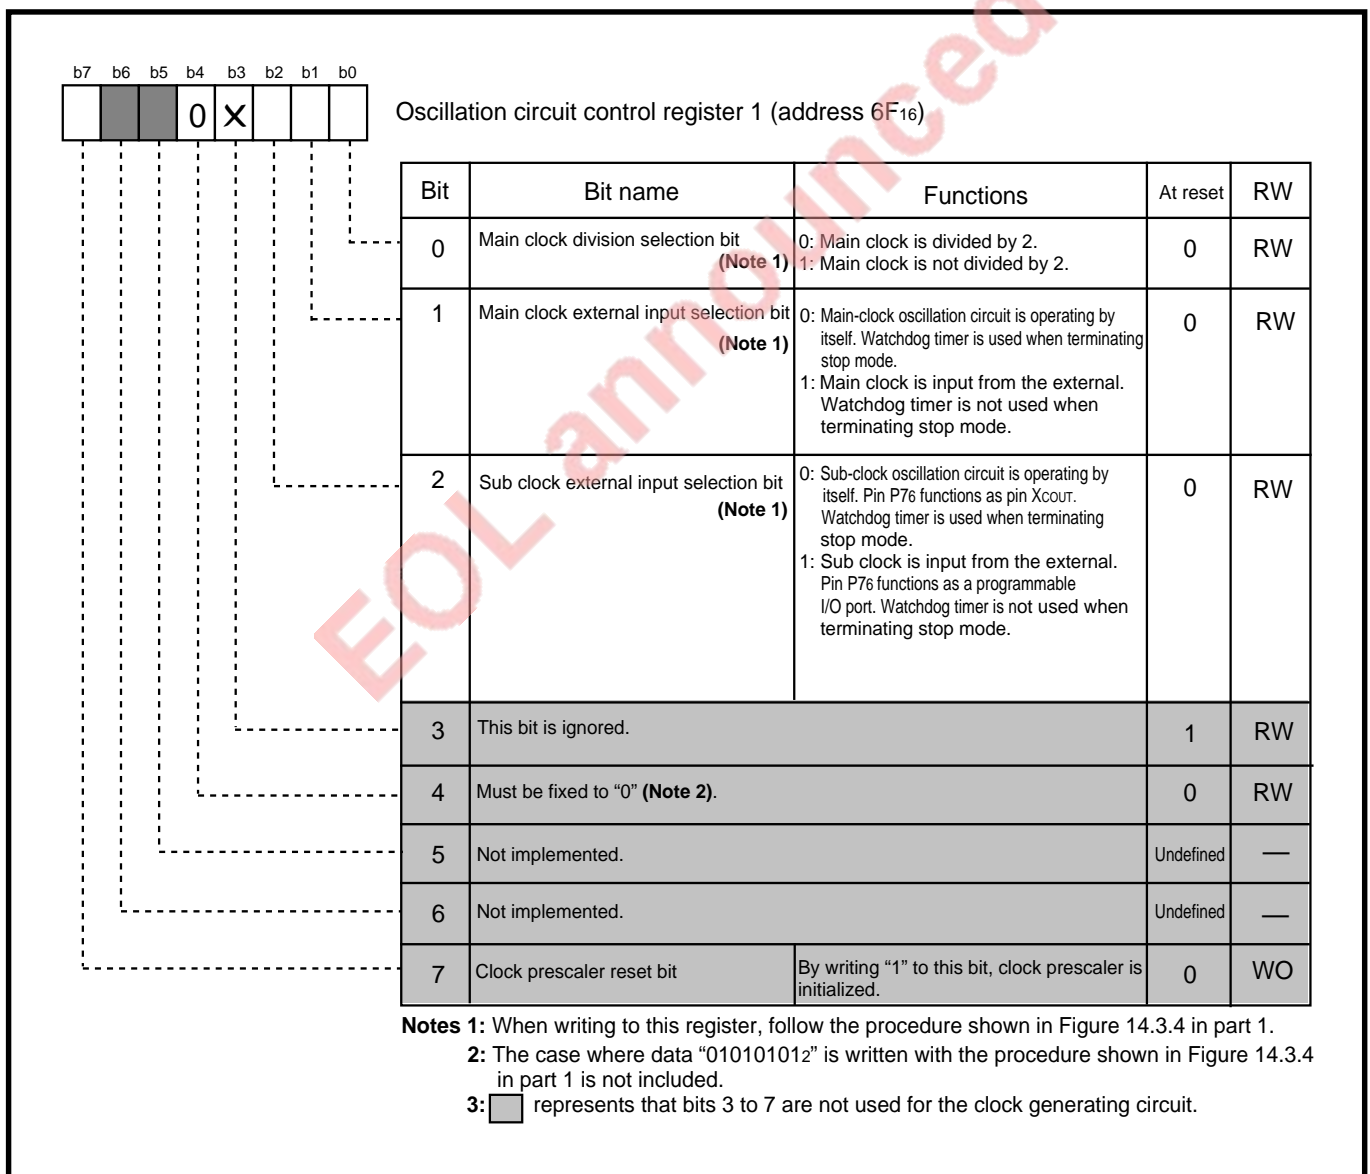 b7 b6 b5 b4 b3 b2 b1 b0
0 X
Oscillation circuit control register 1 (address 6F16)
Bit Bit name Functions At reset RW
0 Main clock division selection bit (Note 1) 0: Main clock is divided by 2. 0 RW
1: Main clock is not divided by 2.
1 Main clock external input selection bit (Note 1) 0: Main-clock oscillation circuit is operating by 0 RW
itself. Watchdog timer is used when terminating
stop mode.
1: Main clock is input from the external.
Watchdog timer is not used when
terminating stop mode.
2 Sub clock external input selection bit (Note 1) 0: Sub-clock oscillation circuit is operating by 0 RW
itself. Pin P76 functions as pin XCOUT.
Watchdog timer is used when terminating
stop mode.
1: Sub clock is input from the external.
Pin P76 functions as a programmable
I/O port. Watchdog timer is not used when
terminating stop mode.
3 This bit is ignored. 1 RW
4 Must be fixed to “0” (Note 2). 0 RW
5 Not implemented. Undefined —
6 Not implemented. Undefined —
7 Clock prescaler reset bit By writing “1” to this bit, clock prescaler is 0 WO
initialized.
Notes 1: When writing to this register, follow the procedure shown in Figure 14.3.4 in part 1.
2: The case where data “010101012” is written with the procedure shown in Figure 14.3.4
in part 1 is not included.
3: represents that bits 3 to 7 are not used for the clock generating circuit.
EOL announced